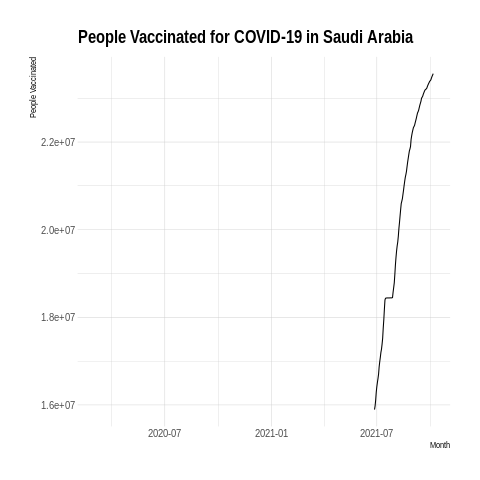 People Vaccinated for COVID-19 in Saudi Arabia
People Vaccinated
2.2e+07
2.0e+07
1.8e+07
1.6e+07
2020-07
2021-01
2021-07
Month